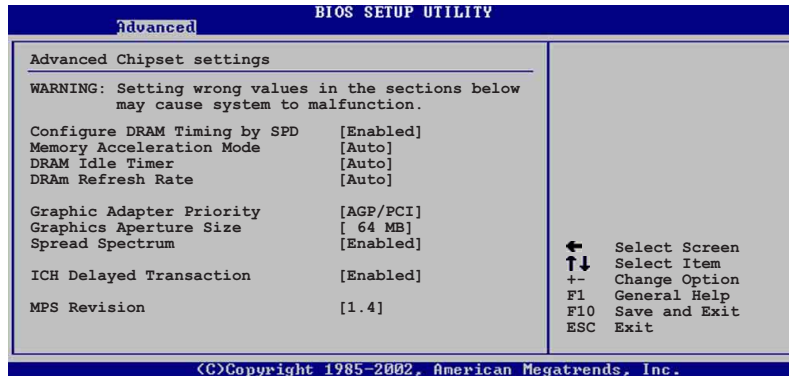 BIOS SETUP UTILITY
Advanced
Advanced Chipset settings
WARNING: Setting wrong values in the sections below
may cause system to malfunction.
Configure DRAM Timing by SPD [Enabled]
Memory Acceleration Mode [Auto]
DRAM Idle Timer [Auto]
DRAm Refresh Rate [Auto]
Graphic Adapter Priority [AGP/PCI]
Graphics Aperture Size [ 64 MB]
Spread Spectrum [Enabled]
ICH Delayed Transaction [Enabled]
MPS Revision [1.4]
← Select Screen
↑↓ Select Item
+- Change Option
F1 General Help
F10 Save and Exit
ESC Exit
(C)Copyright 1985-2002, American Megatrends, Inc.